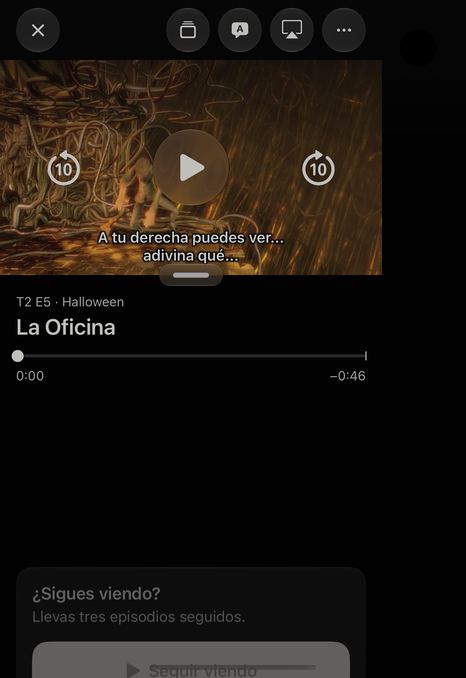 A
10
10
A tu derecha puedes ver...
adivina qué...
T2 E5 · Halloween
La Oficina
0:00
−0:46
¿Sigues viendo?
Llevas tres episodios seguidos.
Seguir viendo